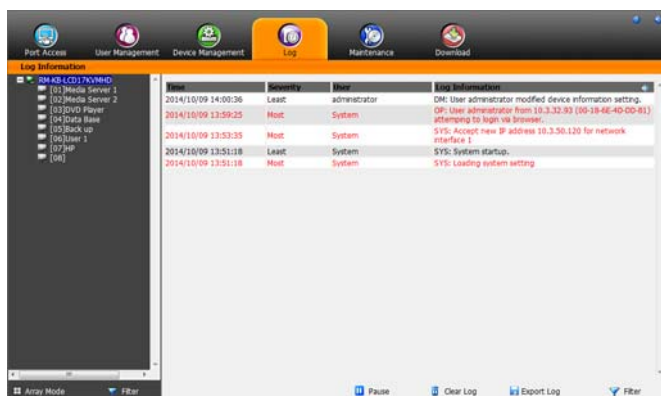 Port Access User Management Device Management Log Maintenance Download
Log Information
RM-KB-LCD17KVMHD
[01]Media Server 1
[02]Media Server 2
[03]DVD Player
[04]Data Base
[05]Back up
[06]User 1
[07]HP
[08]
Time Severity User Log Information
2014/10/09 14:00:36 Least administrator DM: User administrator modified device information setting.
2014/10/09 13:59:25 Most System OP: User administrator from 10.3.32.93 (00-18-6E-4D-DD-81)
attemping to login via browser.
2014/10/09 13:53:35 Most System SYS: Accept new IP address 10.3.50.120 for network
interface 1
2014/10/09 13:51:18 Least System SYS: System startup.
2014/10/09 13:51:18 Most System SYS: Loading system setting
Array Mode Filter Pause Clear Log Export Log Filter